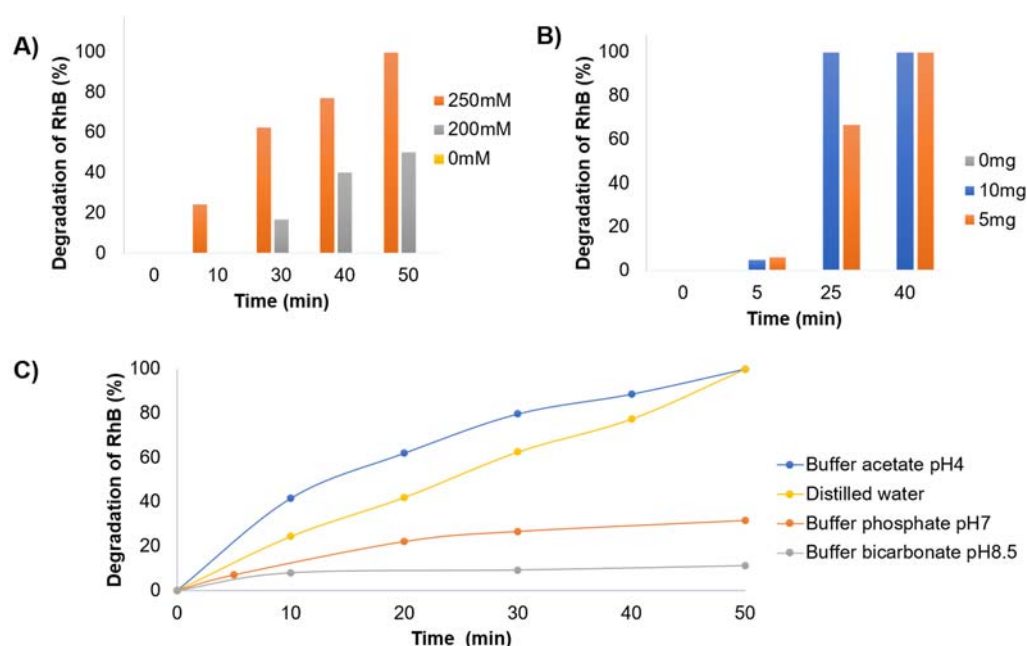 A)
Degradation of RhB (%)
100
80
60
40
20
0
0 10 30 40 50
Time (min)
250mM
200mM
0mM
B)
Degradation of RhB (%)
100
80
60
40
20
0
0 5 25 40
Time (min)
0mg
10mg
5mg
C)
Degradation of RhB (%)
100
80
60
40
20
0
0 10 20 30 40 50
Time (min)
Buffer acetate pH4
Distilled water
Buffer phosphate pH7
Buffer bicarbonate pH8.5